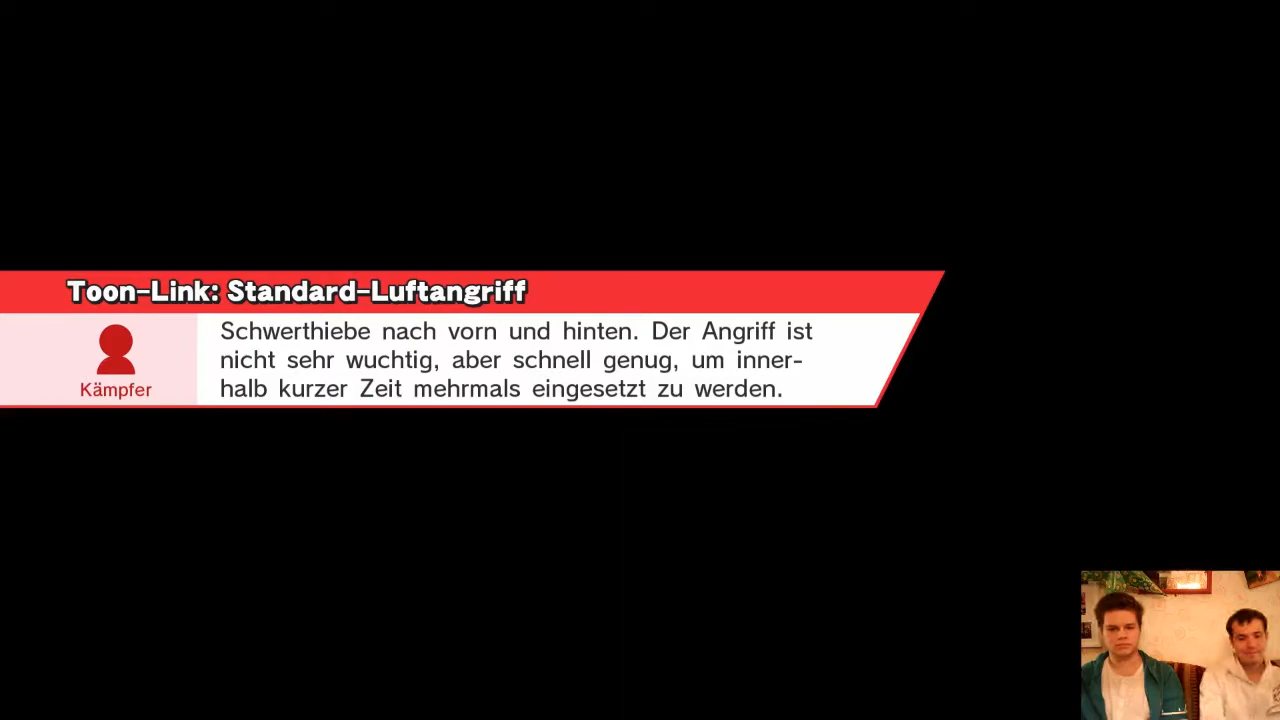 Toon-Link: Standard-Luftangriff
Kämpfer
Schwerthiebe nach vorn und hinten. Der Angriff ist
nicht sehr wuchtig, aber schnell genug, um inner-
halb kurzer Zeit mehrmals eingesetzt zu werden.